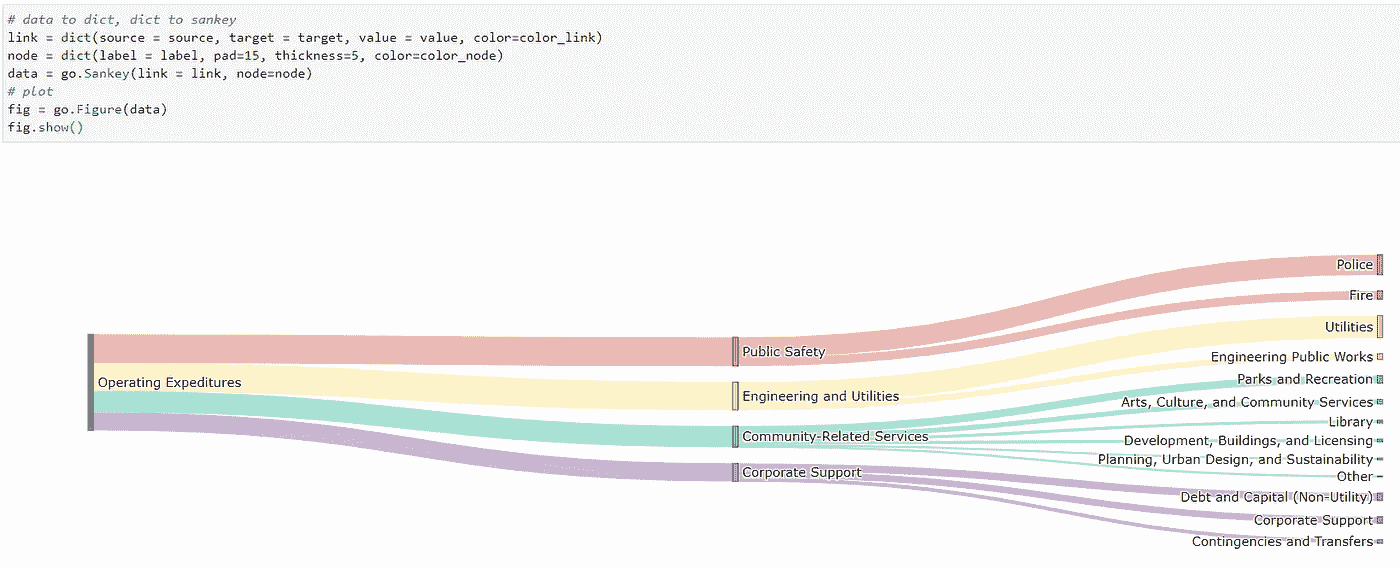 # data to dict, dict to sankey
link = dict(source = source, target = target, value = value, color=color_link)
node = dict(label = label, pad=15, thickness=5, color=color_node)
data = go.Sankey(link = link, node=node)
# plot
fig = go.Figure(data)
fig.show()
Operating Expeditures
Public Safety
Engineering and Utilities
Community-Related Services
Corporate Support
Police
Fire
Utilities
Engineering Public Works
Parks and Recreation
Arts, Culture, and Community Services
Library
Development, Buildings, and Licensing
Planning, Urban Design, and Sustainability
Other
Debt and Capital (Non-Utility)
Corporate Support
Contingencies and Transfers